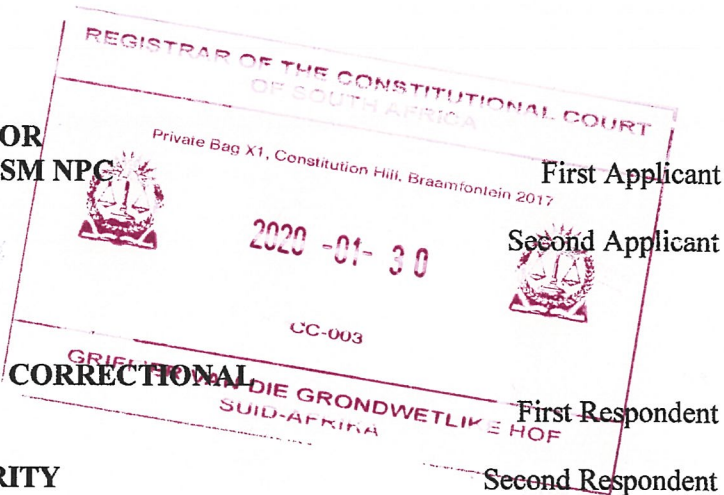 REGISTRAR OF THE CONSTITUTIONAL COURT
OF SOUTH AFRICA
Private Bag X1, Constitution Hill, Braamfontein 2017
OR
SM NPC
First Applicant
Second Applicant
2020 -01- 30
CC-003
CORRECTIONAL
GRIFFIER VAN DIE GRONDWETLIKE HOF
SUID-AFRIKA
First Respondent
RITY
Second Respondent